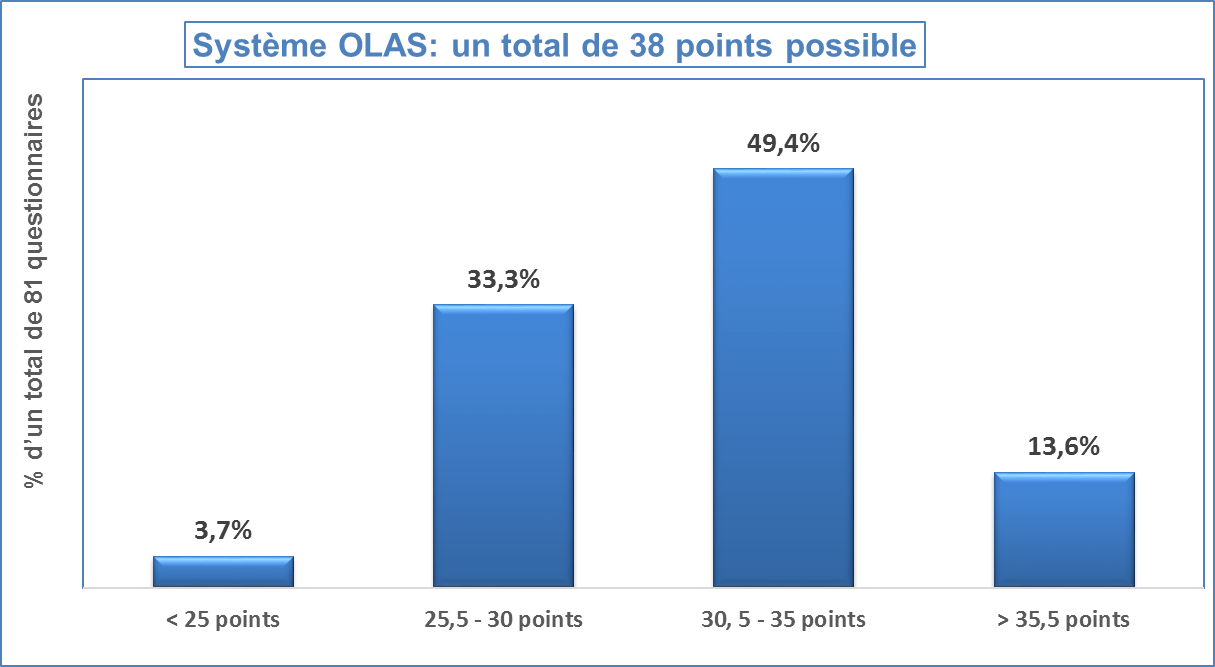 Système OLAS: un total de 38 points possible
% d'un total de 81 questionnaires
49,4%
33,3%
13,6%
3,7%
< 25 points
25,5 - 30 points
30, 5 - 35 points
> 35,5 points